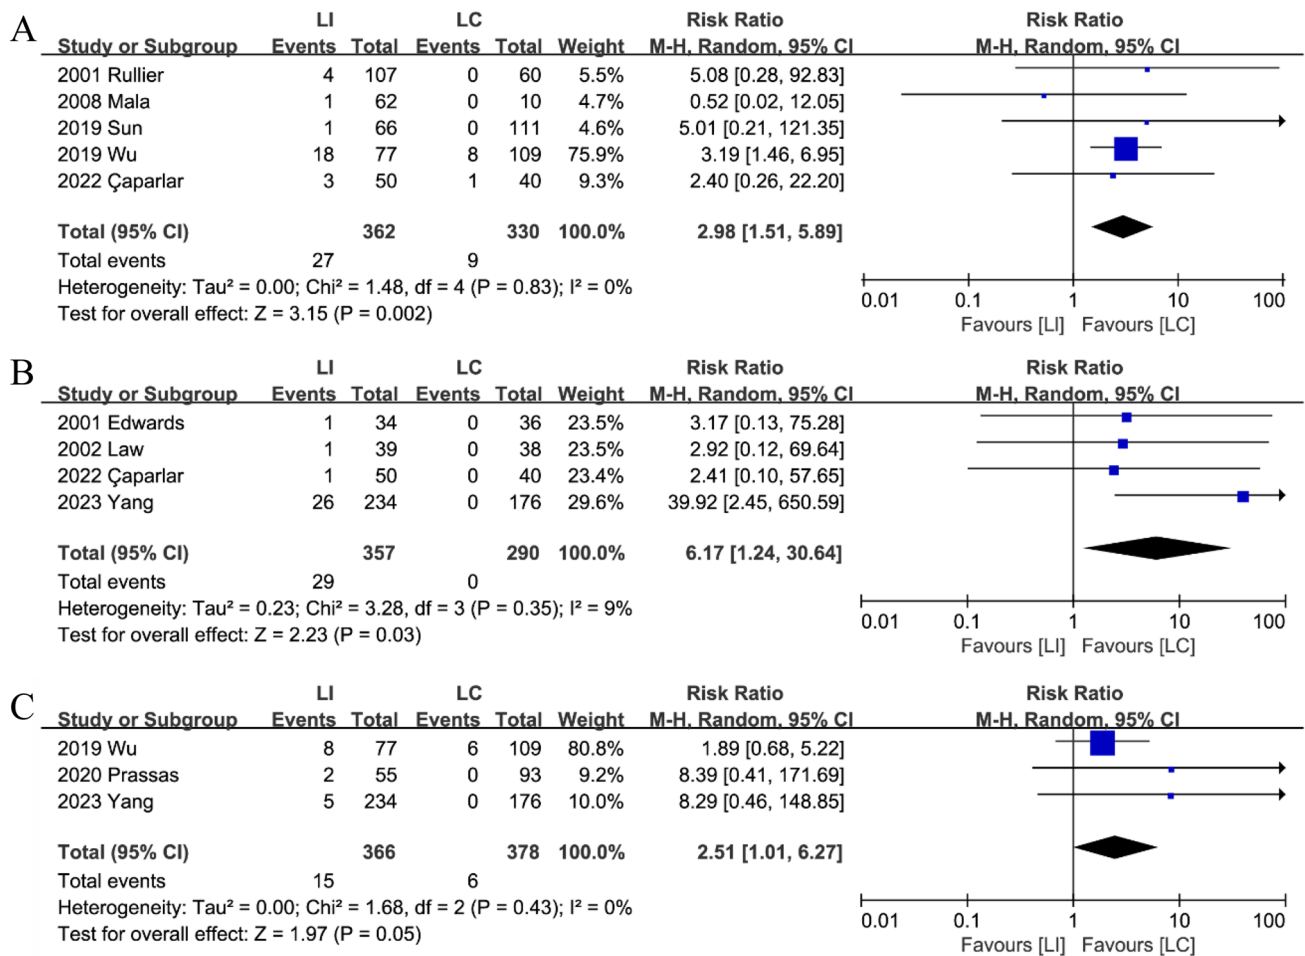 A
LI LC Risk Ratio Risk Ratio
Study or Subgroup Events Total Events Total Weight M-H, Random, 95% CI M-H, Random, 95% CI
2001 Rullier 4 107 0 60 5.5% 5.08 [0.28, 92.83]
2008 Mala 1 62 0 10 4.7% 0.52 [0.02, 12.05]
2019 Sun 1 66 0 111 4.6% 5.01 [0.21, 121.35]
2019 Wu 18 77 8 109 75.9% 3.19 [1.46, 6.95]
2022 Çaparlar 3 50 1 40 9.3% 2.40 [0.26, 22.20]
Total (95% CI) 362 330 100.0% 2.98 [1.51, 5.89]
Total events 27 9
Heterogeneity: Tau² = 0.00; Chi² = 1.48, df = 4 (P = 0.83); I² = 0%
Test for overall effect: Z = 3.15 (P = 0.002)
0.01 0.1 1 10 100
Favours [LI] Favours [LC]
B
LI LC Risk Ratio Risk Ratio
Study or Subgroup Events Total Events Total Weight M-H, Random, 95% CI M-H, Random, 95% CI
2001 Edwards 1 34 0 36 23.5% 3.17 [0.13, 75.28]
2002 Law 1 39 0 38 23.5% 2.92 [0.12, 69.64]
2022 Çaparlar 1 50 0 40 23.4% 2.41 [0.10, 57.65]
2023 Yang 26 234 0 176 29.6% 39.92 [2.45, 650.59]
Total (95% CI) 357 290 100.0% 6.17 [1.24, 30.64]
Total events 29 0
Heterogeneity: Tau² = 0.23; Chi² = 3.28, df = 3 (P = 0.35); I² = 9%
Test for overall effect: Z = 2.23 (P = 0.03)
0.01 0.1 1 10 100
Favours [LI] Favours [LC]
C
LI LC Risk Ratio Risk Ratio
Study or Subgroup Events Total Events Total Weight M-H, Random, 95% CI M-H, Random, 95% CI
2019 Wu 8 77 6 109 80.8% 1.89 [0.68, 5.22]
2020 Prassas 2 55 0 93 9.2% 8.39 [0.41, 171.69]
2023 Yang 5 234 0 176 10.0% 8.29 [0.46, 148.85]
Total (95% CI) 366 378 100.0% 2.51 [1.01, 6.27]
Total events 15 6
Heterogeneity: Tau² = 0.00; Chi² = 1.68, df = 2 (P = 0.43); I² = 0%
Test for overall effect: Z = 1.97 (P = 0.05)
0.01 0.1 1 10 100
Favours [LI] Favours [LC]